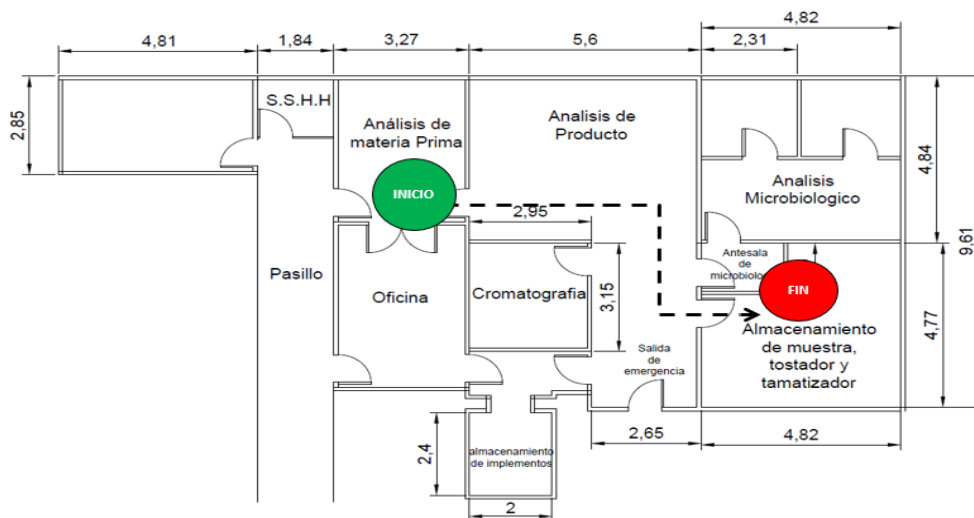 4,82
4,81
1,84
3,27
5,6
2,31
2,85
S.S.H.H
Análisis de
materia Prima
Analisis de
Producto
4,84
INICIO
Analisis
Microbiologico
2,95
9,61
Pasillo
Oficina
Cromatografia
3,15
Antesala
de
FIN
4,77
Almacenamiento
de muestra,
tostador y
tamatizador
Salida
de
emergencia
2,65
4,82
2,4
almacenamiento
de implementos
2